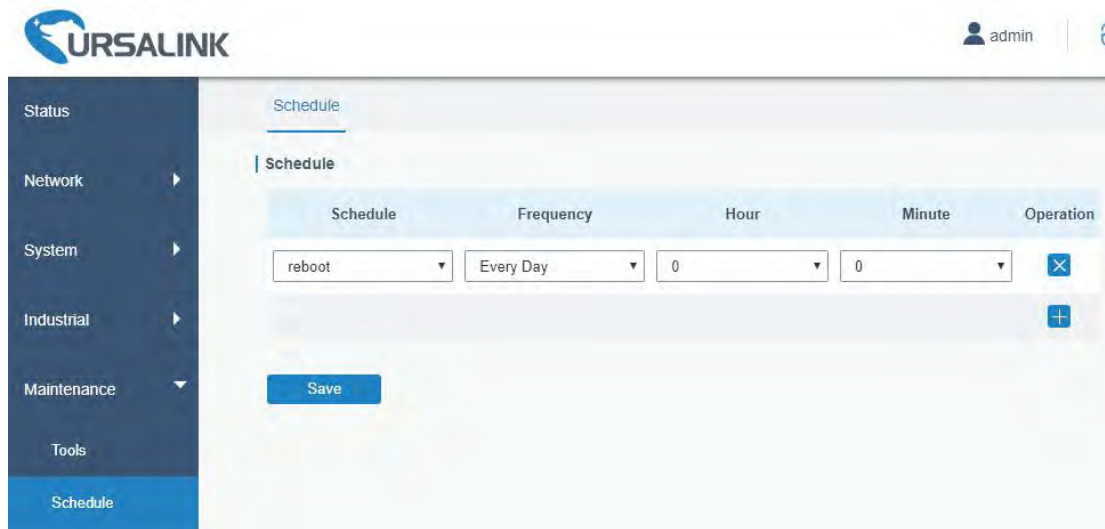 URSALINK
admin
Status
Schedule
Schedule
Network
Schedule Frequency Hour Minute Operation
System
reboot Every Day 0 0
Industrial
Maintenance
Save
Tools
Schedule